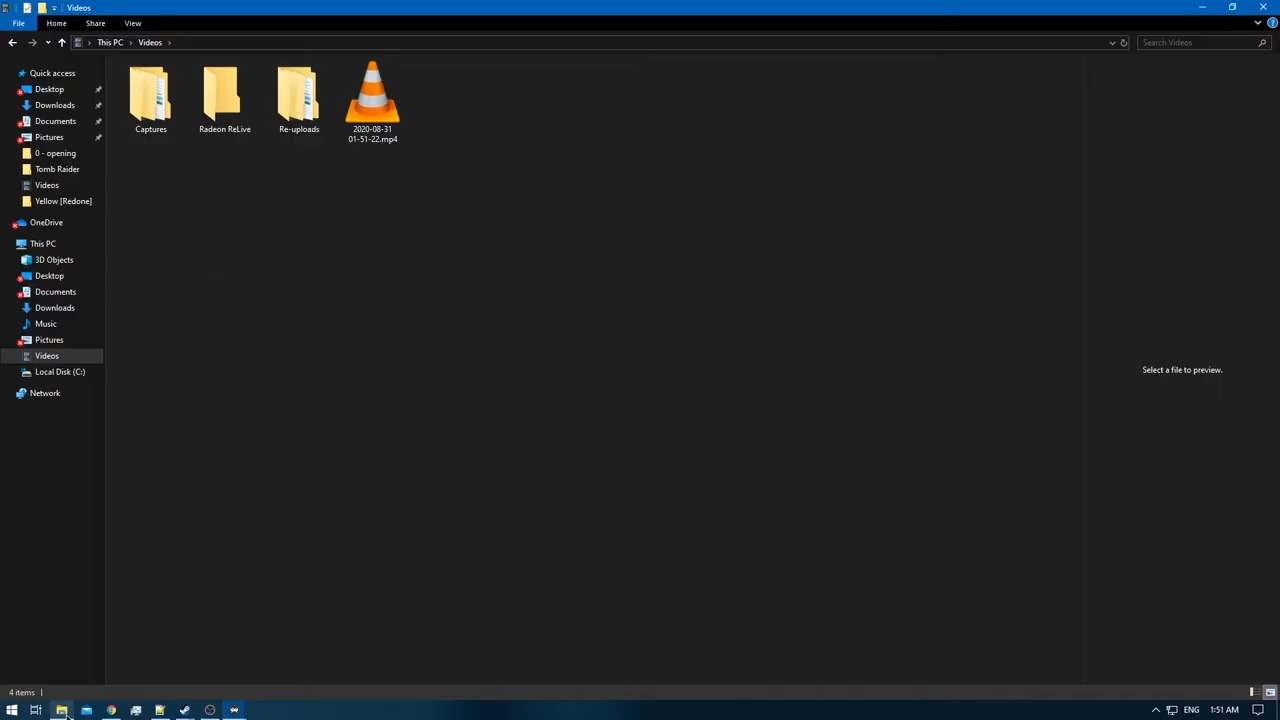 Videos
File
Home
Share
View
This PC
Videos
Search Videos
Quick access
Desktop
Downloads
Documents
Pictures
0 - opening
Tomb Raider
Videos
Yellow [Redone]
OneDrive
This PC
3D Objects
Desktop
Documents
Downloads
Music
Pictures
Videos
Local Disk (C:)
Network
Captures
Radeon ReLive
Re-uploads
2020-08-31
01-51-22.mp4
Select a file to preview.
4 items
ENG
1:51 AM